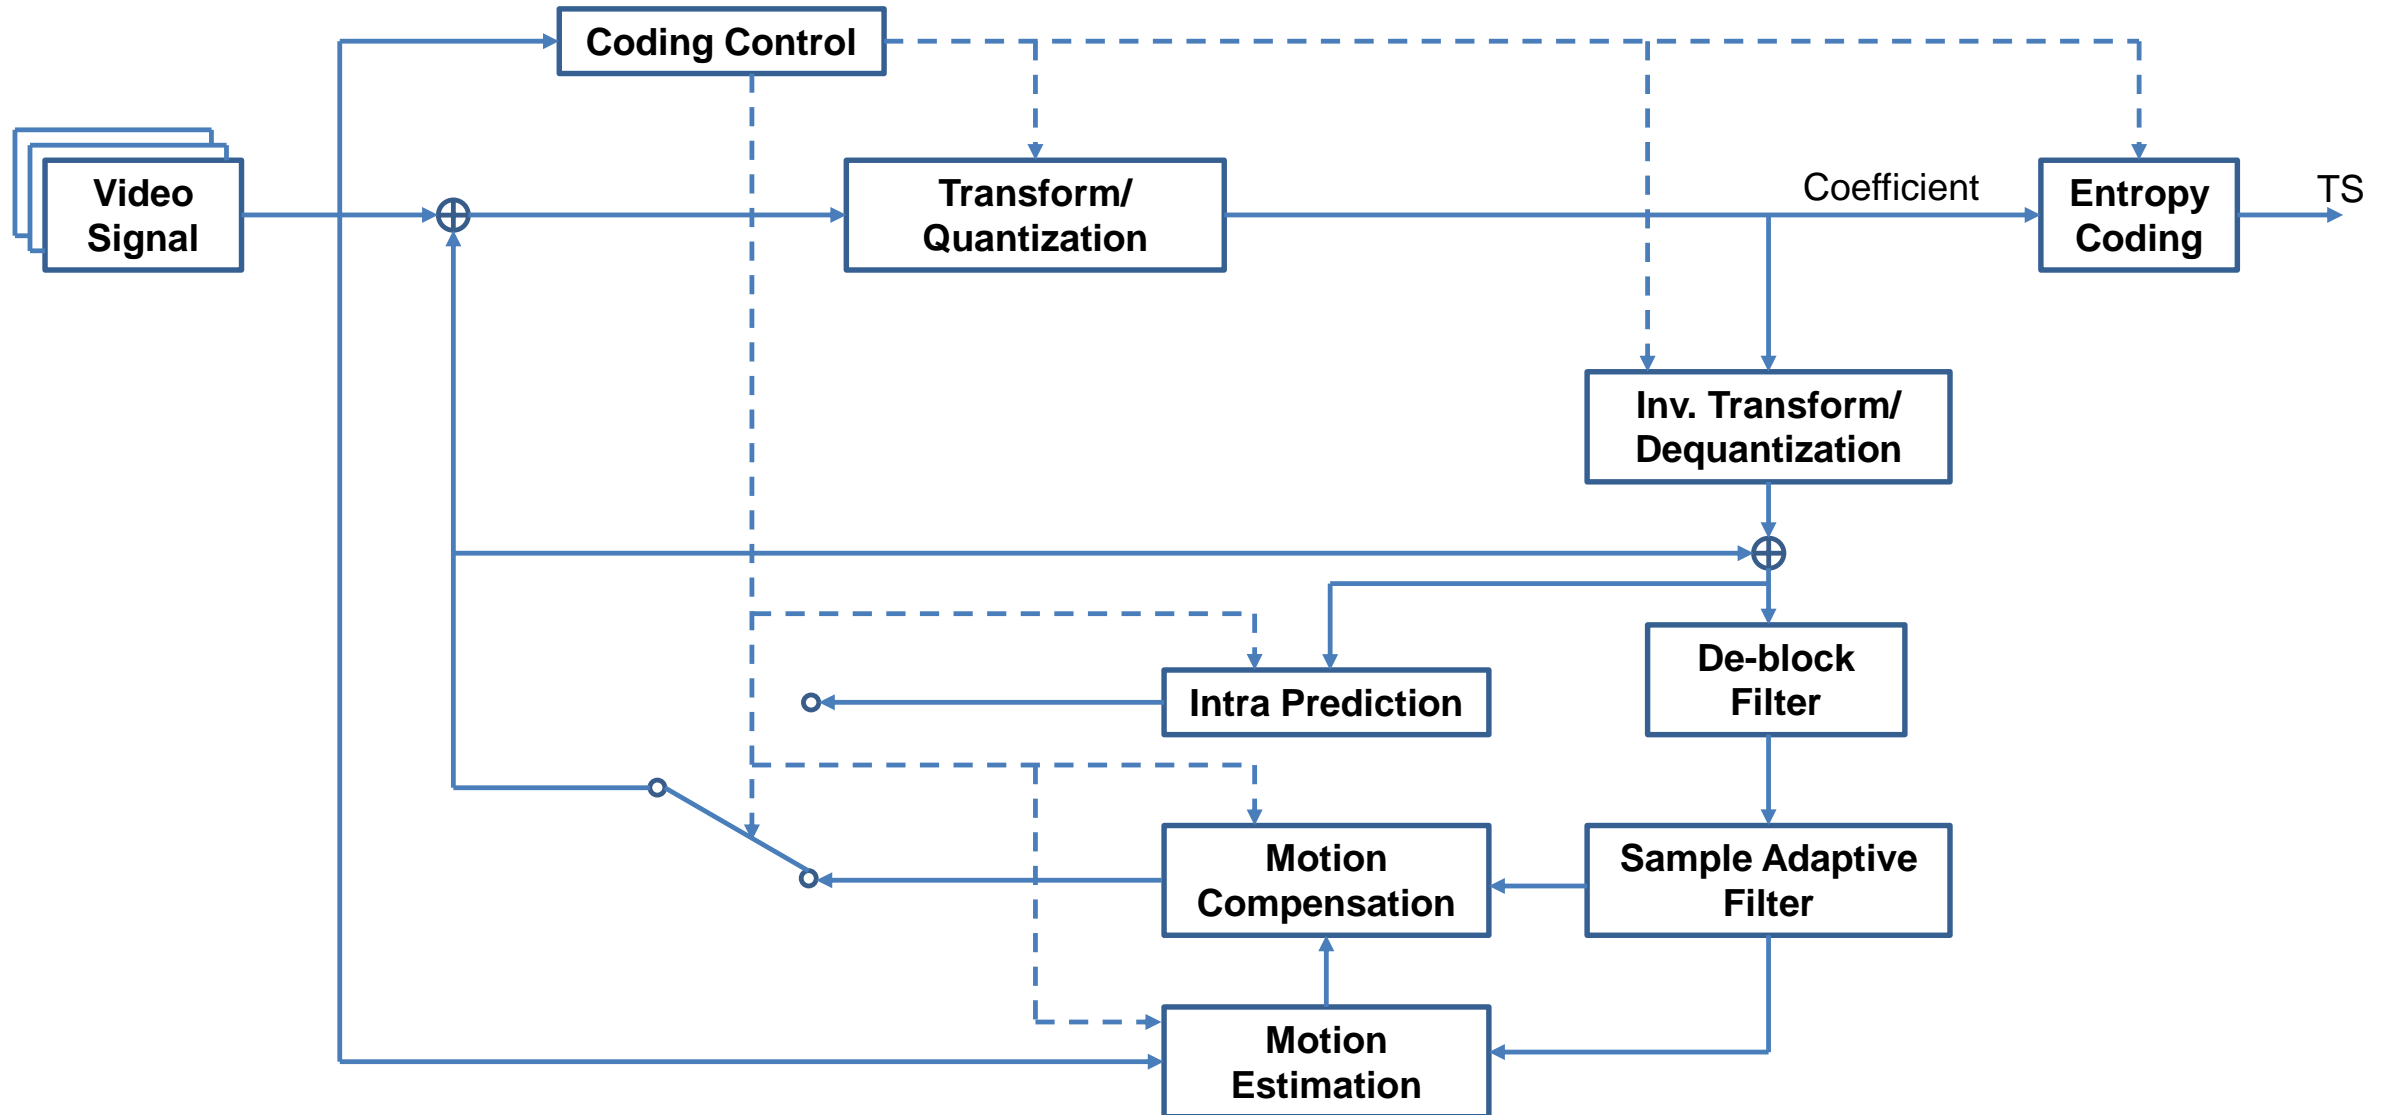 Coding Control
Video
Signal
Transform/
Quantization
Coefficient
Entropy
Coding
TS
Inv. Transform/
Dequantization
De-block
Filter
Intra Prediction
Motion
Compensation
Sample Adaptive
Filter
Motion
Estimation